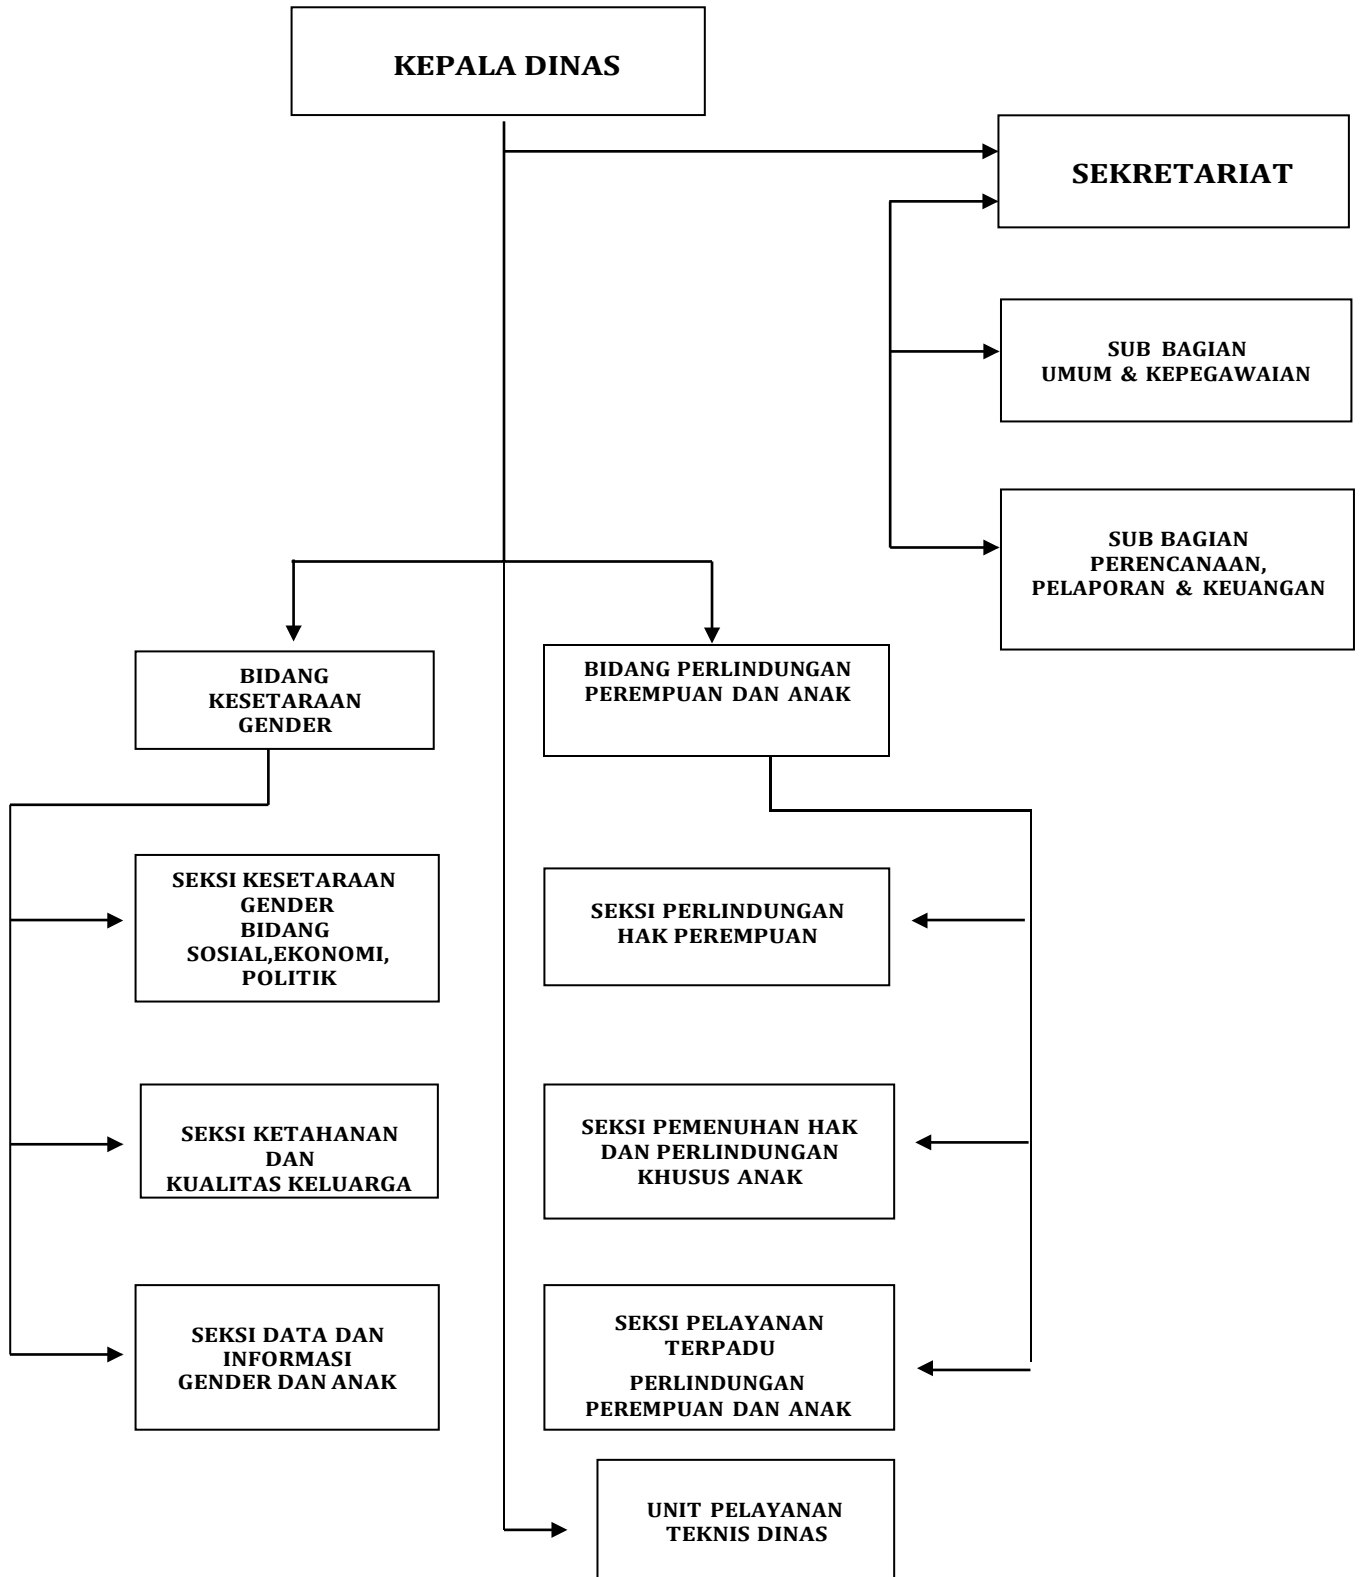 KEPALA DINAS
SEKRETARIAT
SUB BAGIAN
UMUM & KEPEGAWAIAN
SUB BAGIAN
PERENCANAAN,
PELAPORAN & KEUANGAN
BIDANG
KESETARAAN
GENDER
BIDANG PERLINDUNGAN
PEREMPUAN DAN ANAK
SEKSI KESETARAAN
GENDER
BIDANG
SOSIAL,EKONOMI,
POLITIK
SEKSI PERLINDUNGAN
HAK PEREMPUAN
SEKSI KETAHANAN
DAN
KUALITAS KELUARGA
SEKSI PEMENUHAN HAK
DAN PERLINDUNGAN
KHUSUS ANAK
SEKSI DATA DAN
INFORMASI
GENDER DAN ANAK
SEKSI PELAYANAN
TERPADU
PERLINDUNGAN
PEREMPUAN DAN ANAK
UNIT PELAYANAN
TEKNIS DINAS